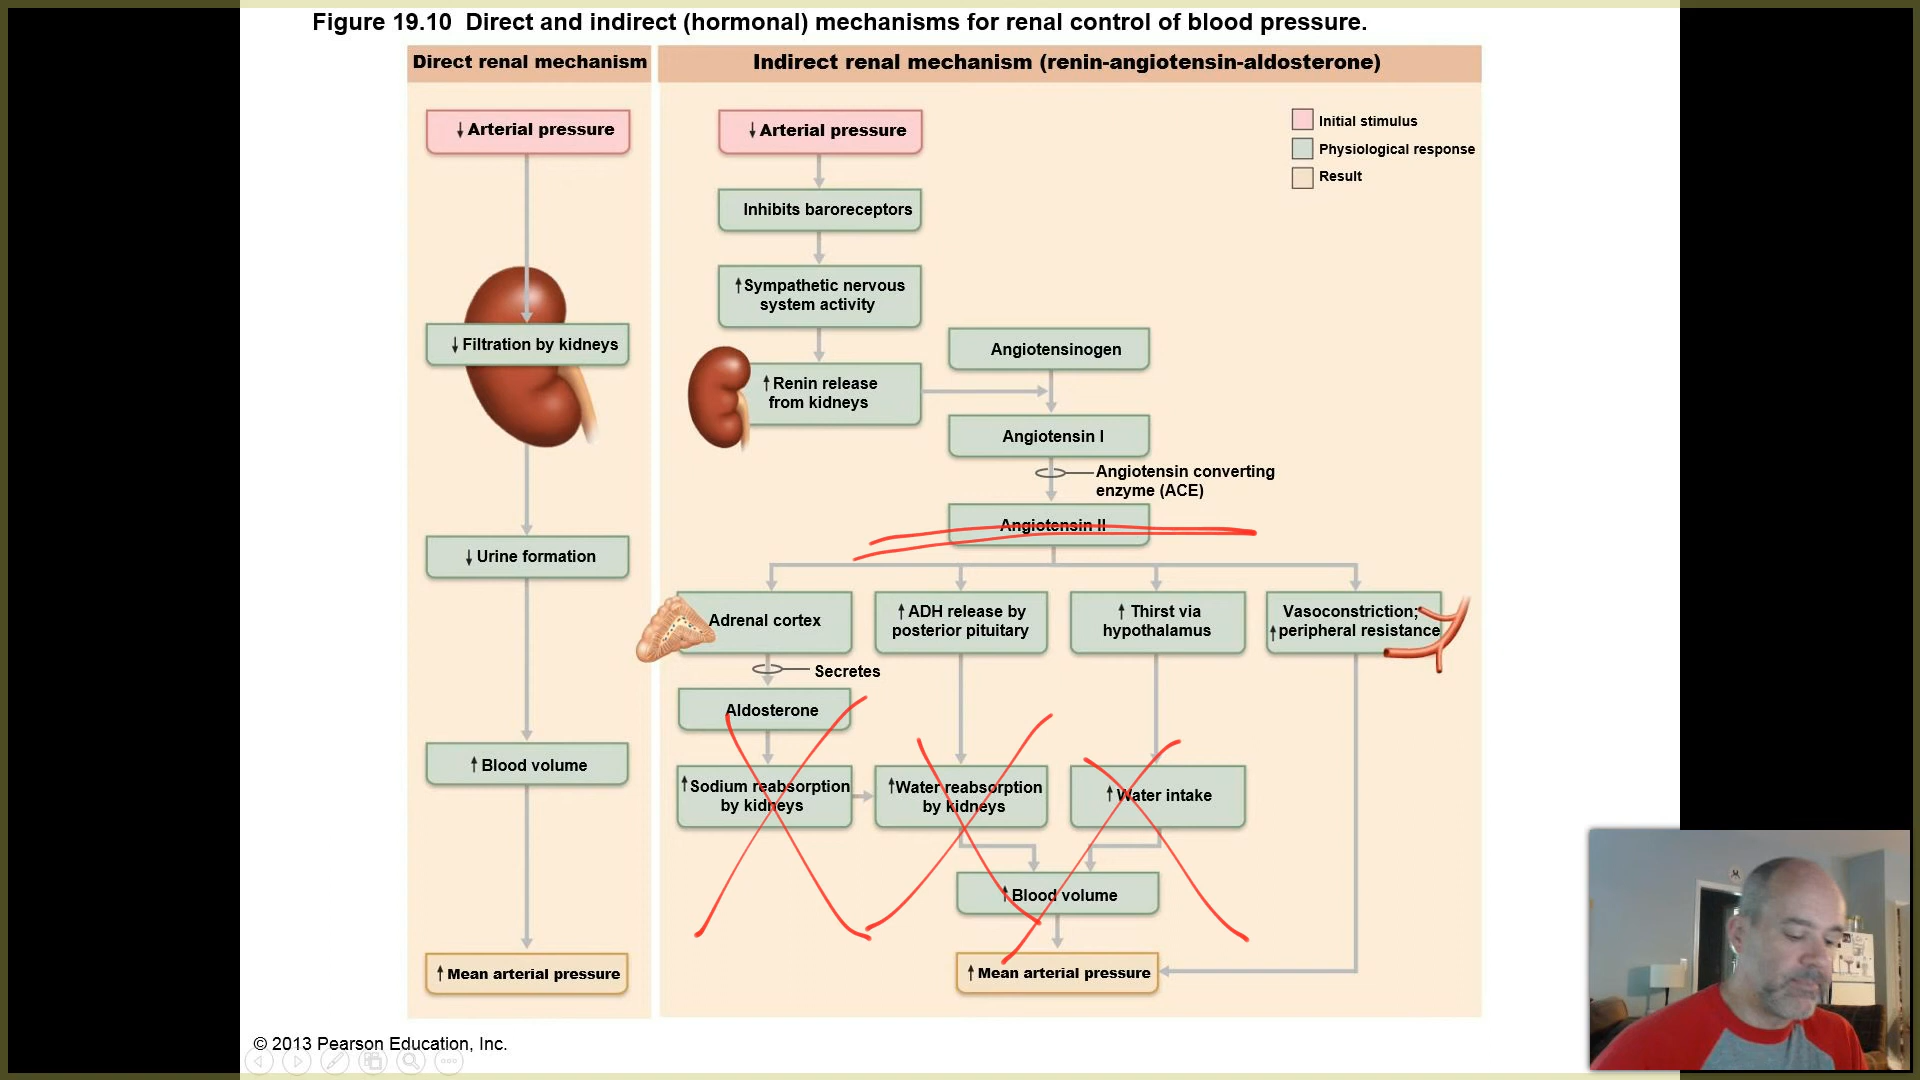 Figure 19.10  Direct and indirect (hormonal) mechanisms for renal control of blood pressure.
Direct renal mechanism
↓ Arterial pressure
↓ Filtration by kidneys
↓ Urine formation
↑ Blood volume
↑ Mean arterial pressure
Indirect renal mechanism (renin-angiotensin-aldosterone)
Initial stimulus
Physiological response
Result
↓ Arterial pressure
Inhibits baroreceptors
↑ Sympathetic nervous
system activity
↑ Renin release
from kidneys
Angiotensinogen
Angiotensin I
Angiotensin converting
enzyme (ACE)
Angiotensin II
Adrenal cortex
Secretes
Aldosterone
↑ Sodium reabsorption
by kidneys
↑ ADH release by
posterior pituitary
↑ Water reabsorption
by kidneys
↑ Thirst via
hypothalamus
↑ Water intake
Vasoconstriction;
↑ peripheral resistance
↑ Blood volume
↑ Mean arterial pressure
© 2013 Pearson Education, Inc.